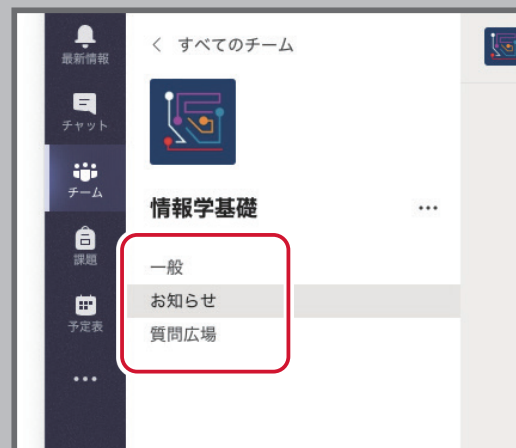 最新情報
チャット
チーム
課題
予定表
すべてのチーム
情報学基礎
一般
お知らせ
質問広場